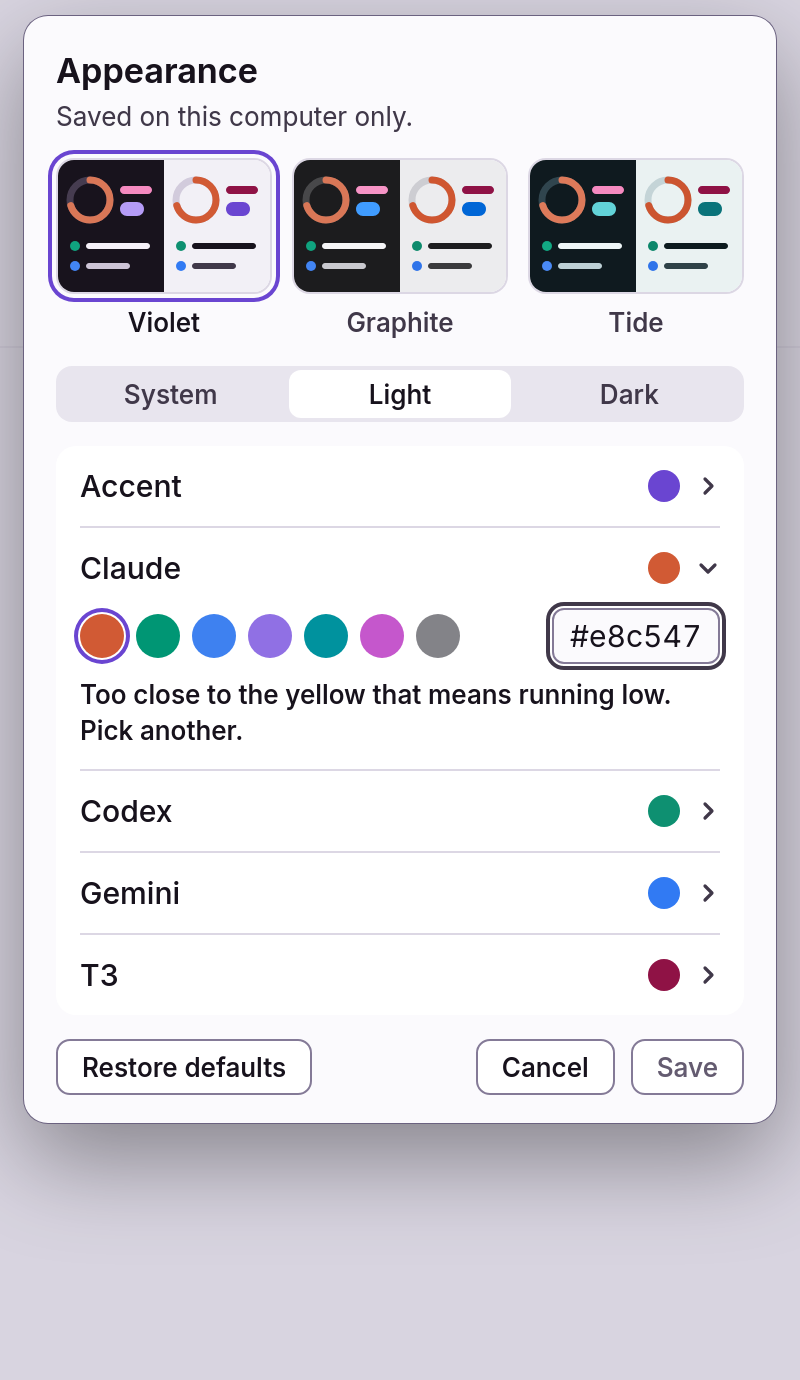 Appearance
Saved on this computer only.
Violet
Graphite
Tide
System
Light
Dark
Accent
Claude
#e8c547
Too close to the yellow that means running low.
Pick another.
Codex
Gemini
T3
Restore defaults
Cancel
Save